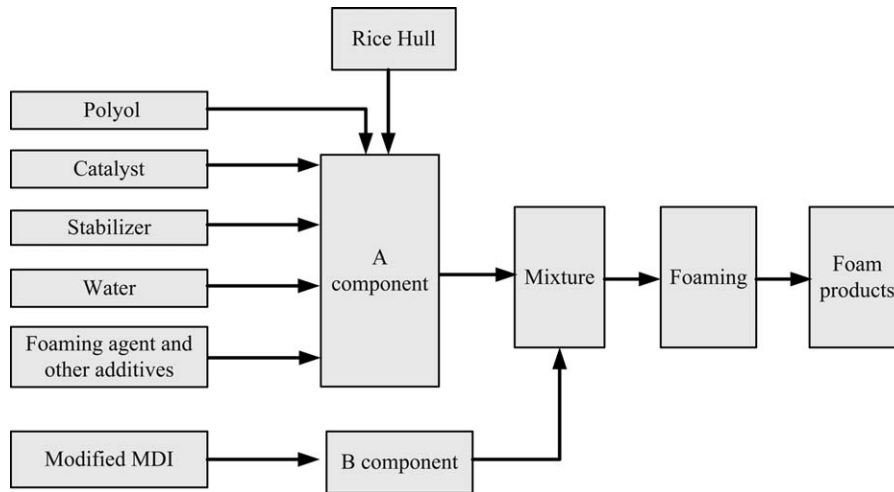 Rice Hull
Polyol
Catalyst
Stabilizer
Water
Foaming agent and
other additives
Modified MDI
A
component
B component
Mixture
Foaming
Foam
products